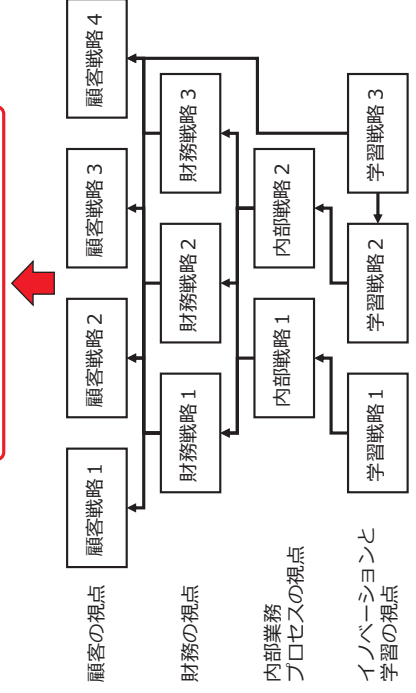 顧客の視点
顧客戦略1
顧客戦略2
顧客戦略3
顧客戦略4
財務の視点
財務戦略1
財務戦略2
財務戦略3
内部業務
プロセスの視点
内部戦略1
内部戦略2
イノベーションと
学習の視点
学習戦略1
学習戦略2
学習戦略3